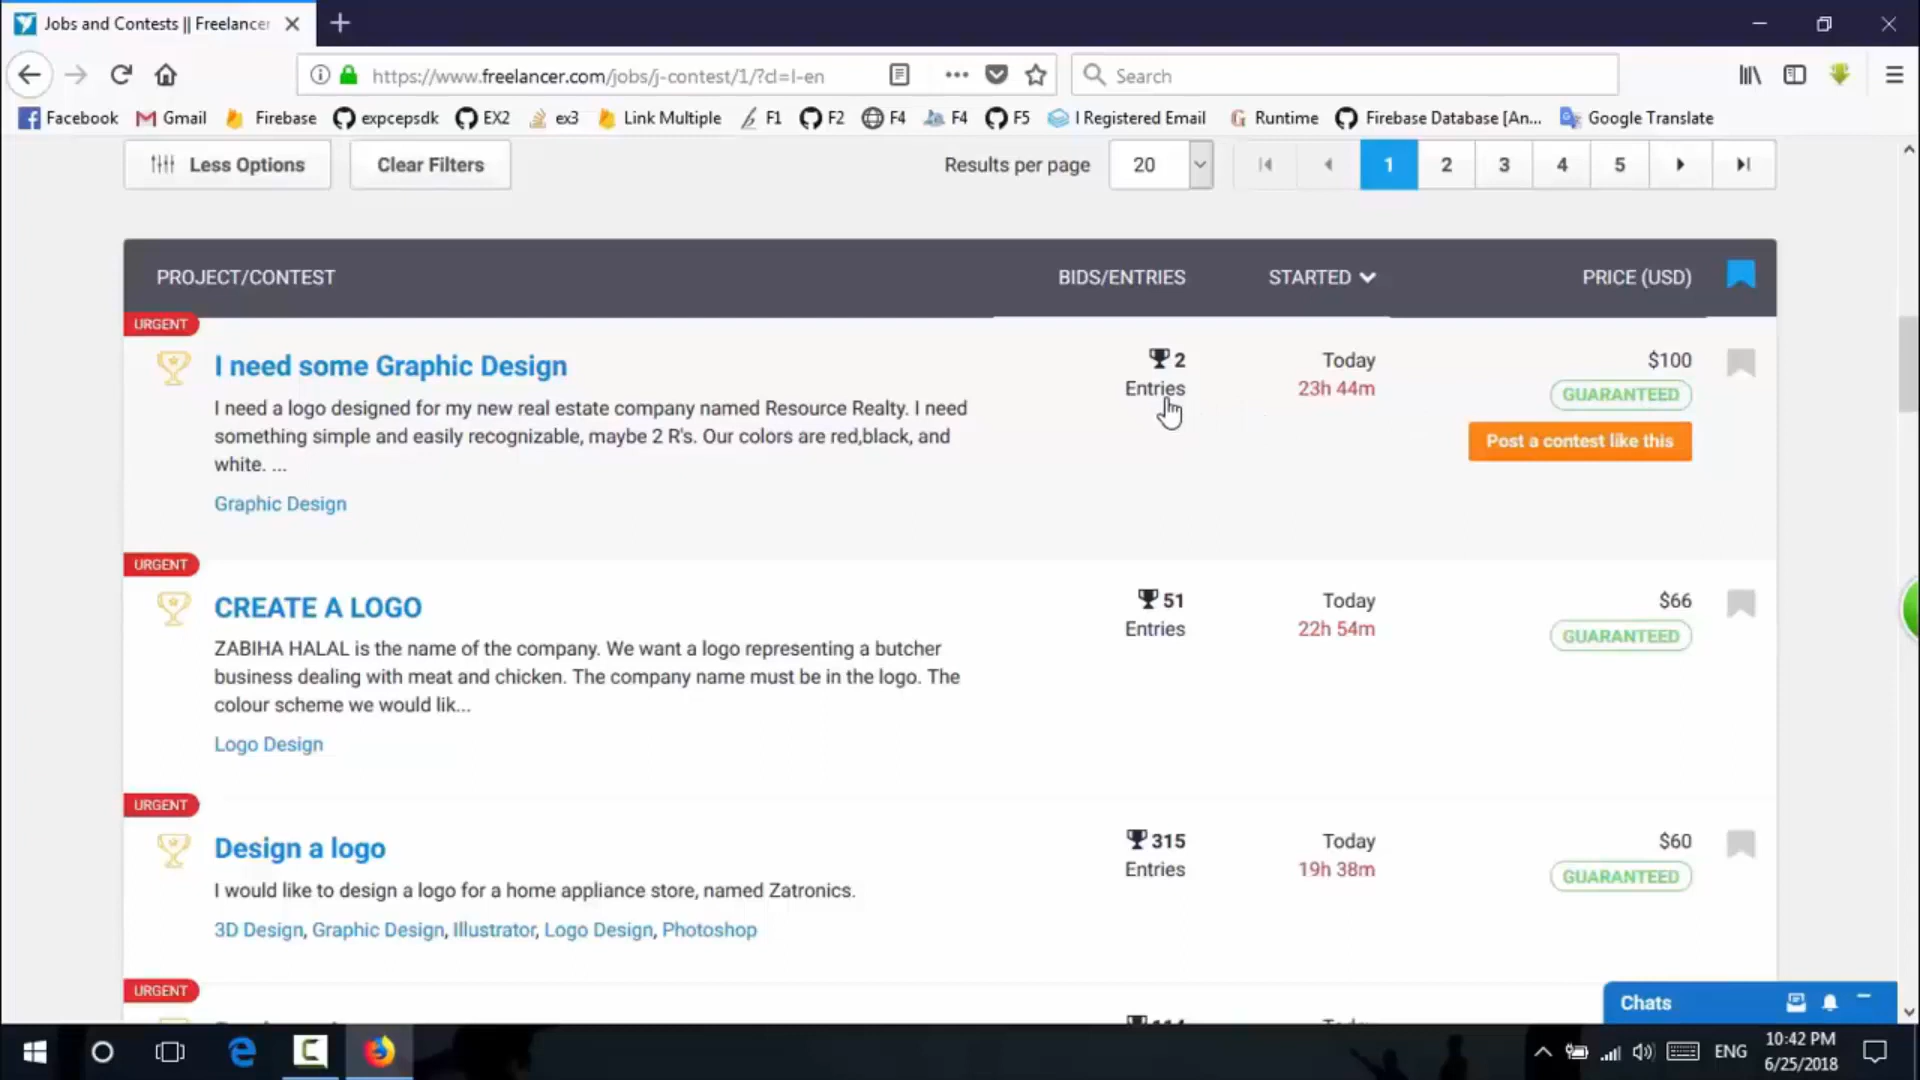 Jobs and Contests || Freelancer
https://www.freelancer.com/jobs/j-contest/1/?cl=l-en
Search
Facebook Gmail Firebase expcepsdk EX2 ex3 Link Multiple F1 F2 F4 F4 F5 I Registered Email Runtime Firebase Database [An... Google Translate
Less Options Clear Filters Results per page 20 1 2 3 4 5
PROJECT/CONTEST BIDS/ENTRIES STARTED PRICE (USD)
URGENT
I need some Graphic Design 2 Today $100
Entries 23h 44m GUARANTEED
I need a logo designed for my new real estate company named Resource Realty. I need
something simple and easily recognizable, maybe 2 R's. Our colors are red,black, and
Post a contest like this
white. ...
Graphic Design
URGENT
CREATE A LOGO 51 Today $66
Entries 22h 54m GUARANTEED
ZABIHA HALAL is the name of the company. We want a logo representing a butcher
business dealing with meat and chicken. The company name must be in the logo. The
colour scheme we would lik...
Logo Design
URGENT
Design a logo 315 Today $60
Entries 19h 38m GUARANTEED
I would like to design a logo for a home appliance store, named Zatronics.
3D Design, Graphic Design, Illustrator, Logo Design, Photoshop
URGENT
Chats
ENG 10:42 PM
6/25/2018